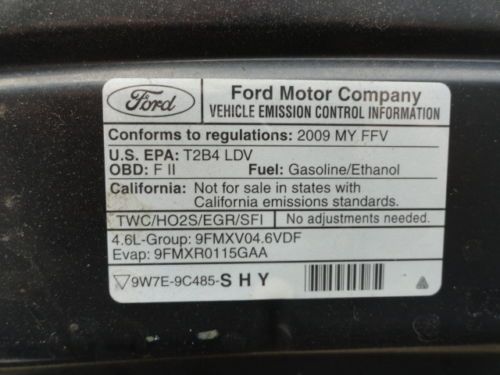 Ford
Ford Motor Company
VEHICLE EMISSION CONTROL INFORMATION
Conforms to regulations: 2009 MY FFV
U.S. EPA: T2B4 LDV
OBD: F II Fuel: Gasoline/Ethanol
California: Not for sale in states with
California emissions standards.
TWC/HO2S/EGR/SFI No adjustments needed.
4.6L-Group: 9FMXV04.6VDF
Evap: 9FMXR0115GAA
9W7E-9C485-S H Y